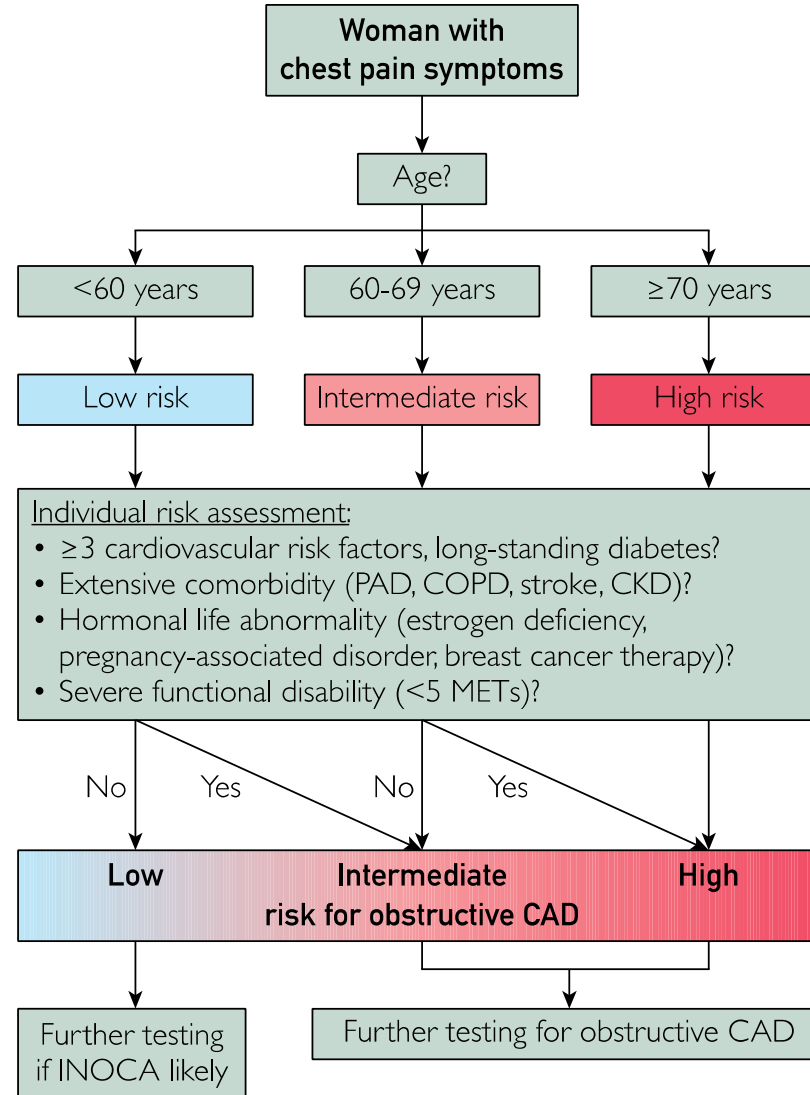 Woman with
chest pain symptoms
Age?
<60 years
60-69 years
≥70 years
Low risk
Intermediate risk
High risk
Individual risk assessment:
• ≥3 cardiovascular risk factors, long-standing diabetes?
• Extensive comorbidity (PAD, COPD, stroke, CKD)?
• Hormonal life abnormality (estrogen deficiency,
pregnancy-associated disorder, breast cancer therapy)?
• Severe functional disability (<5 METs)?
No
Yes
No
Yes
Low
Intermediate
High
risk for obstructive CAD
Further testing
if INOCA likely
Further testing for obstructive CAD